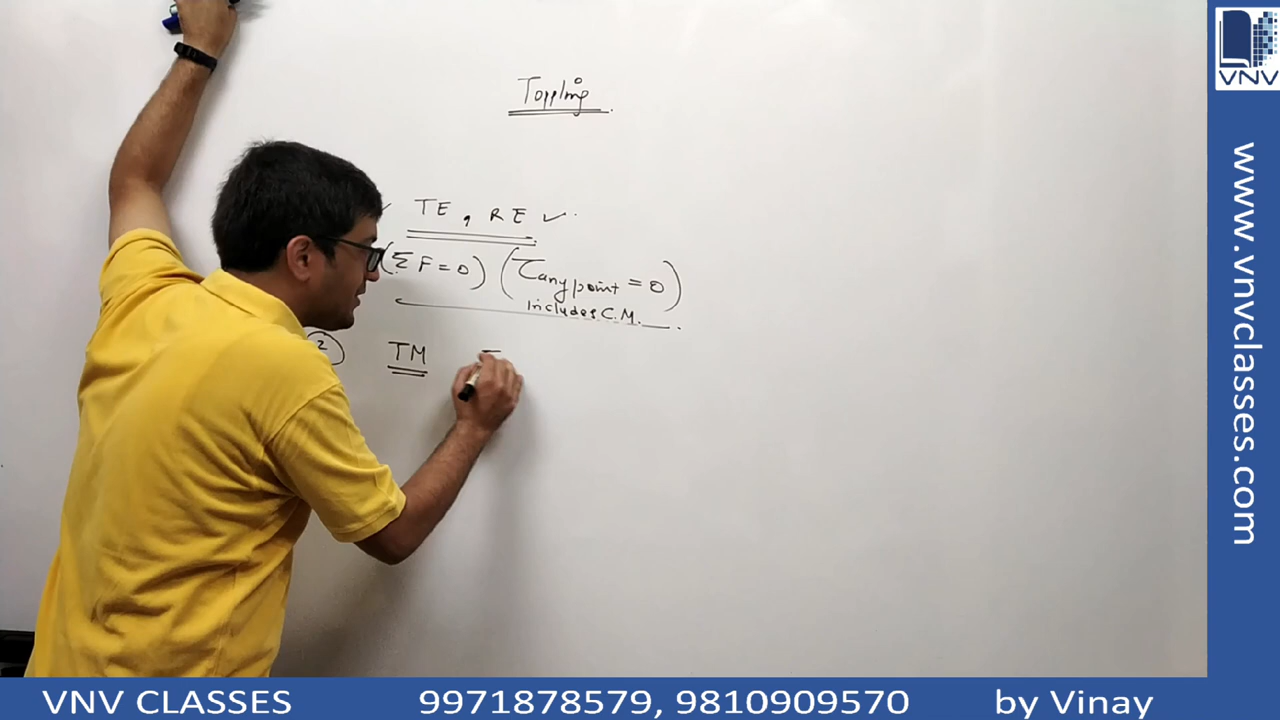 Toppling
TE, RE ✓
(ΣF = 0) (τany point = 0)
includes C.M.
2 TM
VNV
www.vnvclasses.com
VNV CLASSES 9971878579, 9810909570 by Vinay